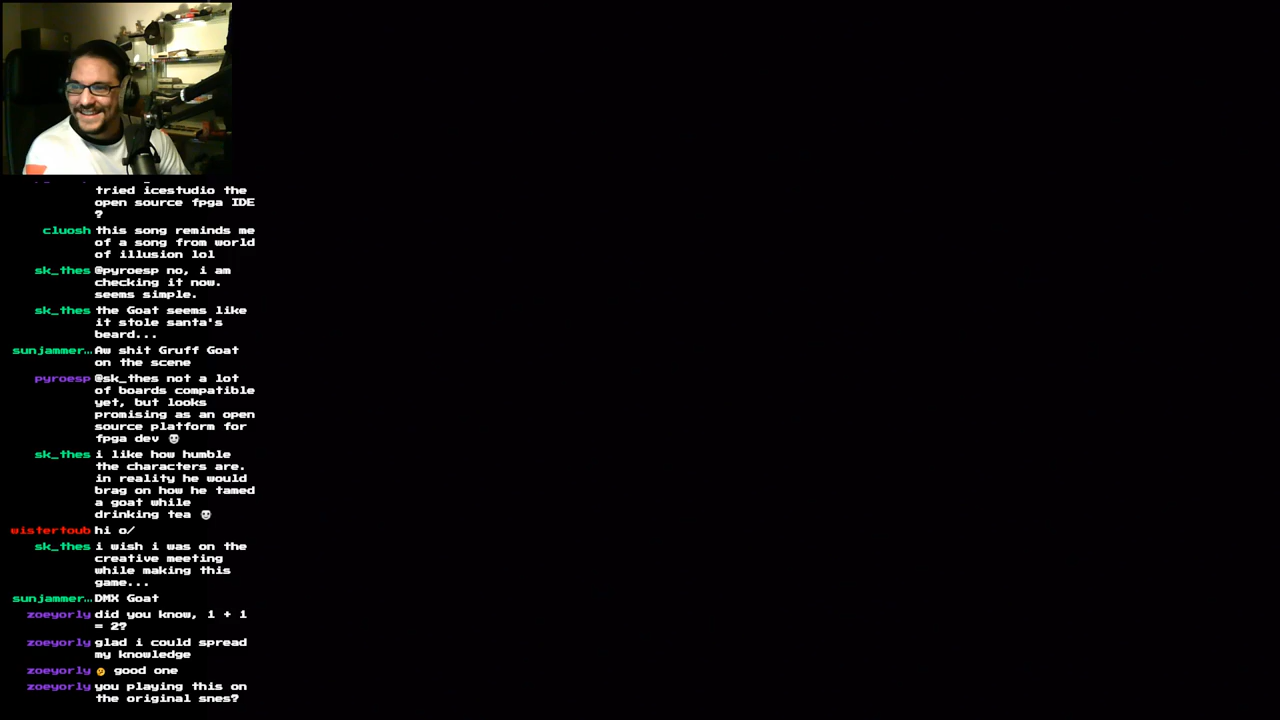 tried icestudio the
open source fpga IDE
?
cluosh this song reminds me
of a song from world
of illusion lol
sk_thes @pyroesp no, i am
checking it now.
seems simple.
sk_thes the Goat seems like
it stole santa's
beard...
sunjammer… Aw shit Gruff Goat
on the scene
pyroesp @sk_thes not a lot
of boards compatible
yet, but looks
promising as an open
source platform for
fpga dev
sk_thes i like how humble
the characters are.
in reality he would
brag on how he tamed
a goat while
drinking tea
wistertoub hi o/
sk_thes i wish i was on the
creative meeting
while making this
game...
sunjammer… DMX Goat
zoeyorly did you know, 1 + 1
= 2?
zoeyorly glad i could spread
my knowledge
zoeyorly good one
zoeyorly you playing this on
the original snes?